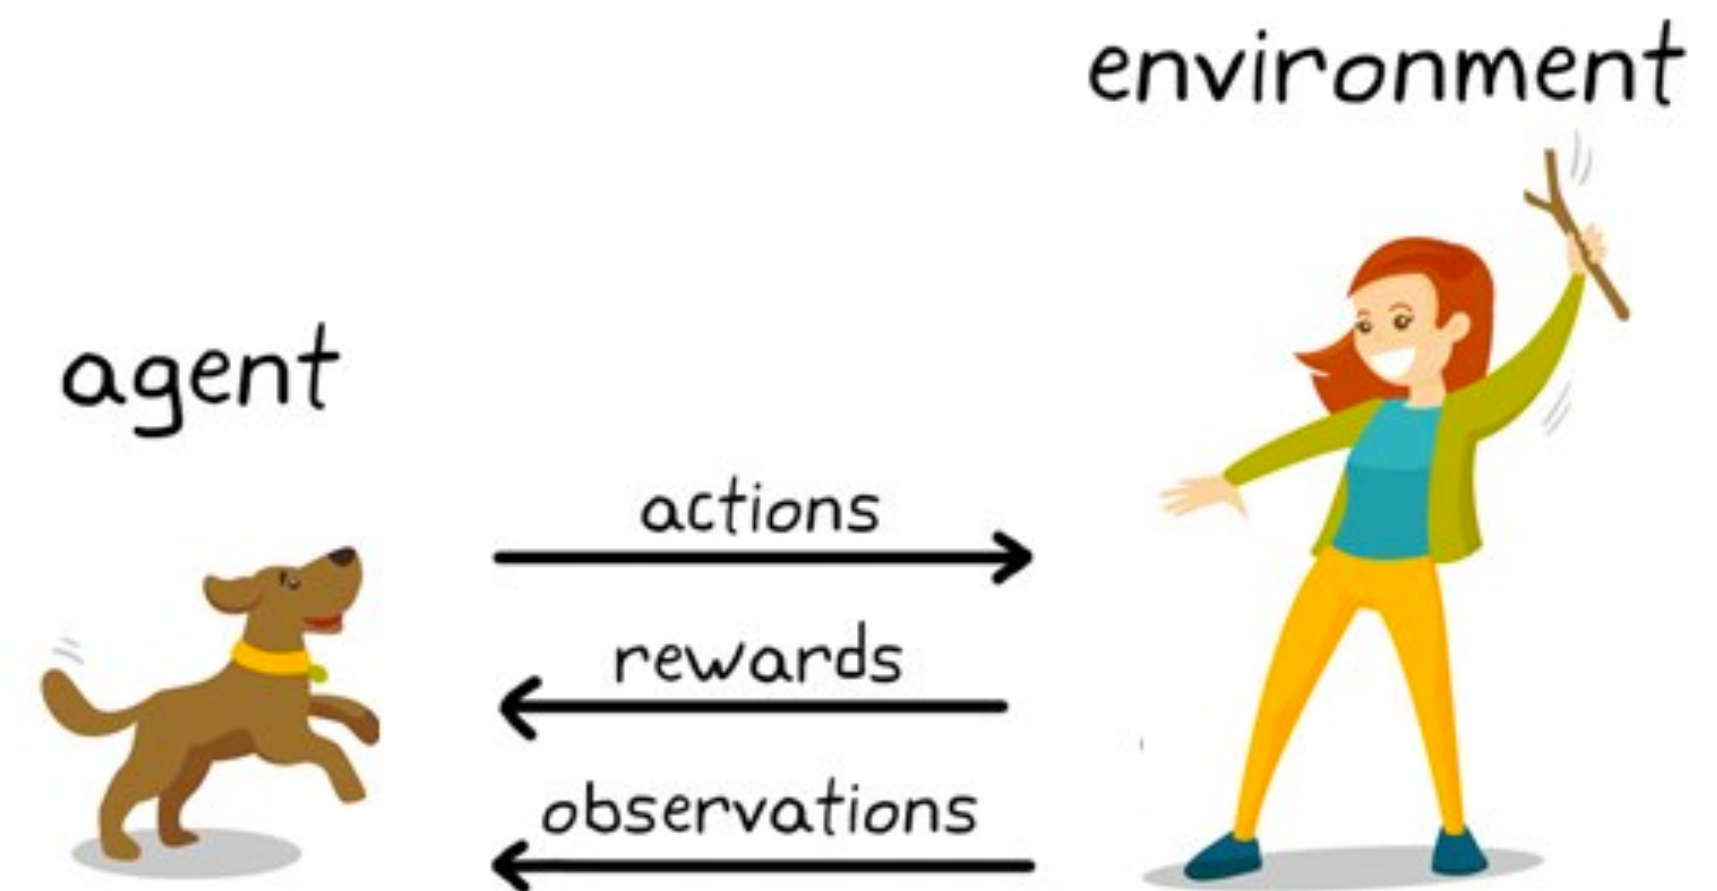 environment
agent
actions
rewards
observations